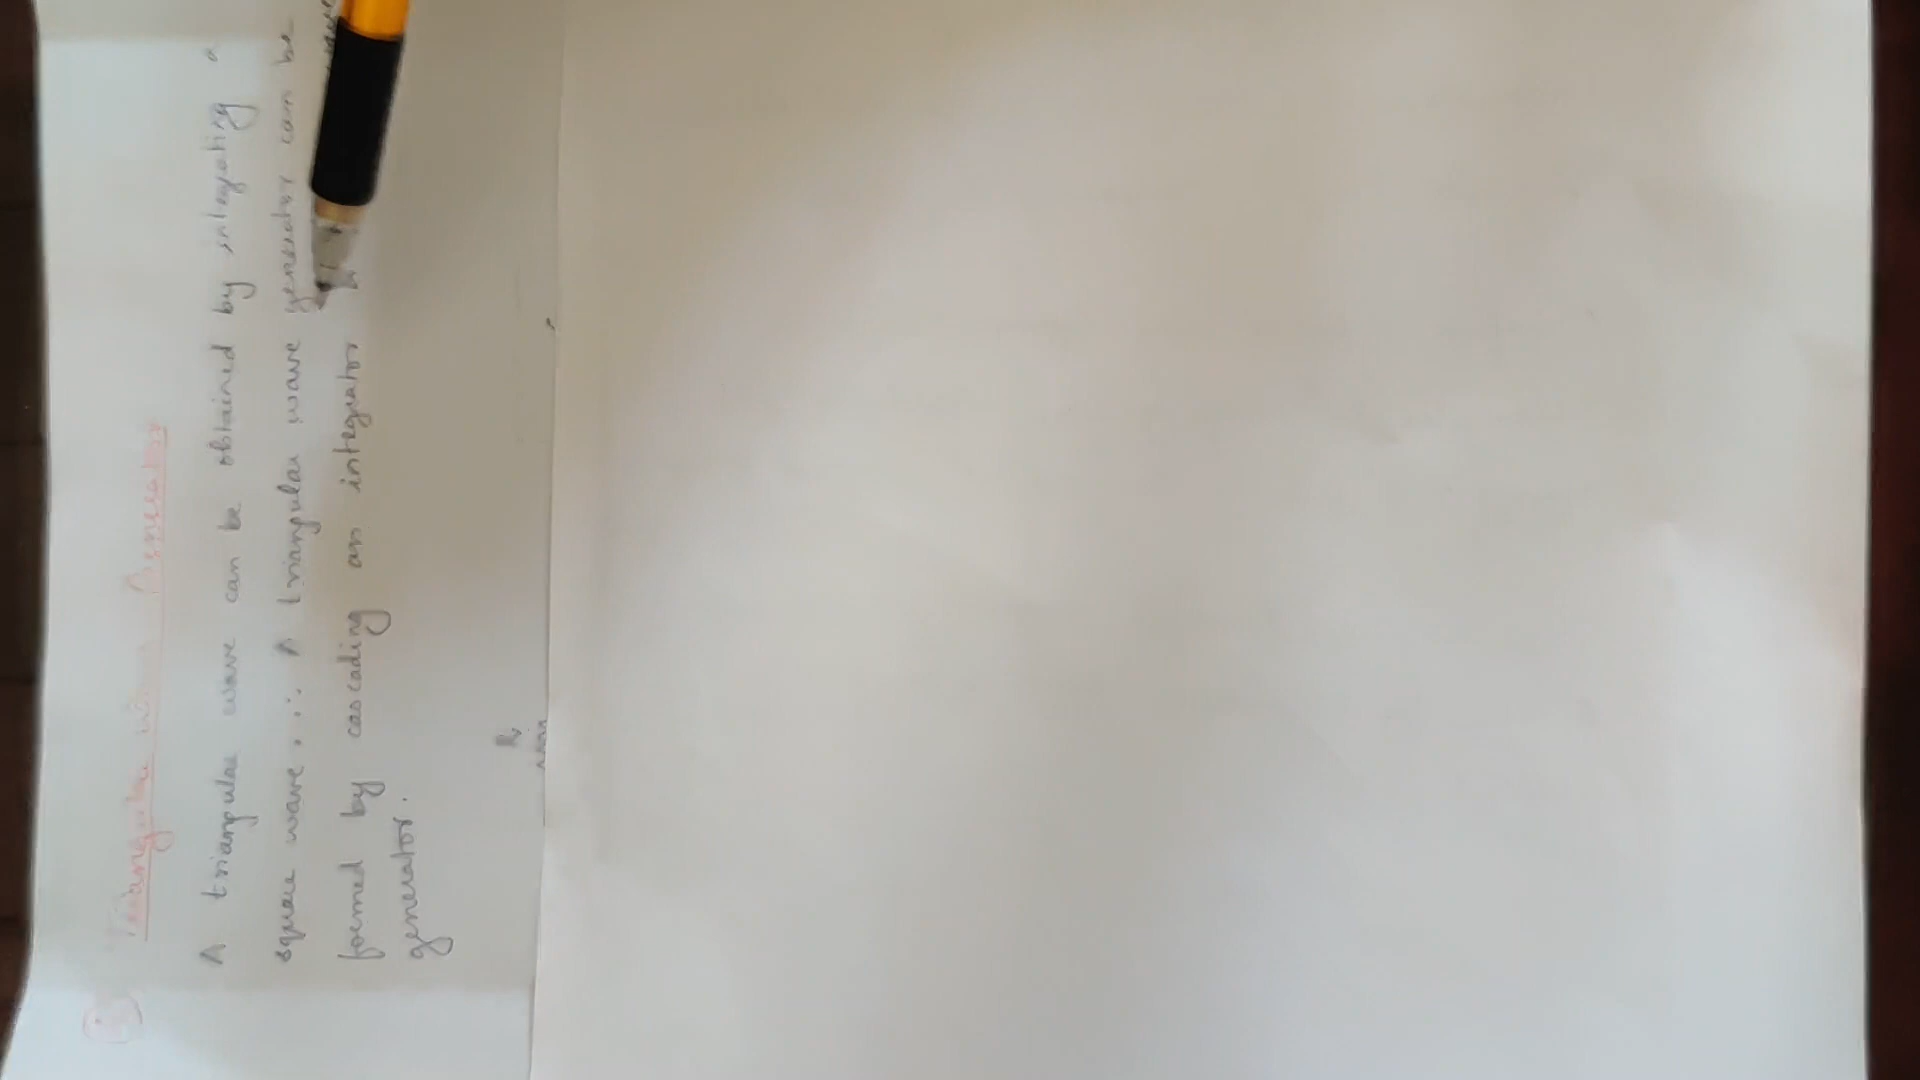 Triangular Wave Generator
A triangular wave can be obtained by integrating a
square wave. ∴ A triangular wave generator can be
formed by cascading an integrator wave
generator.
R